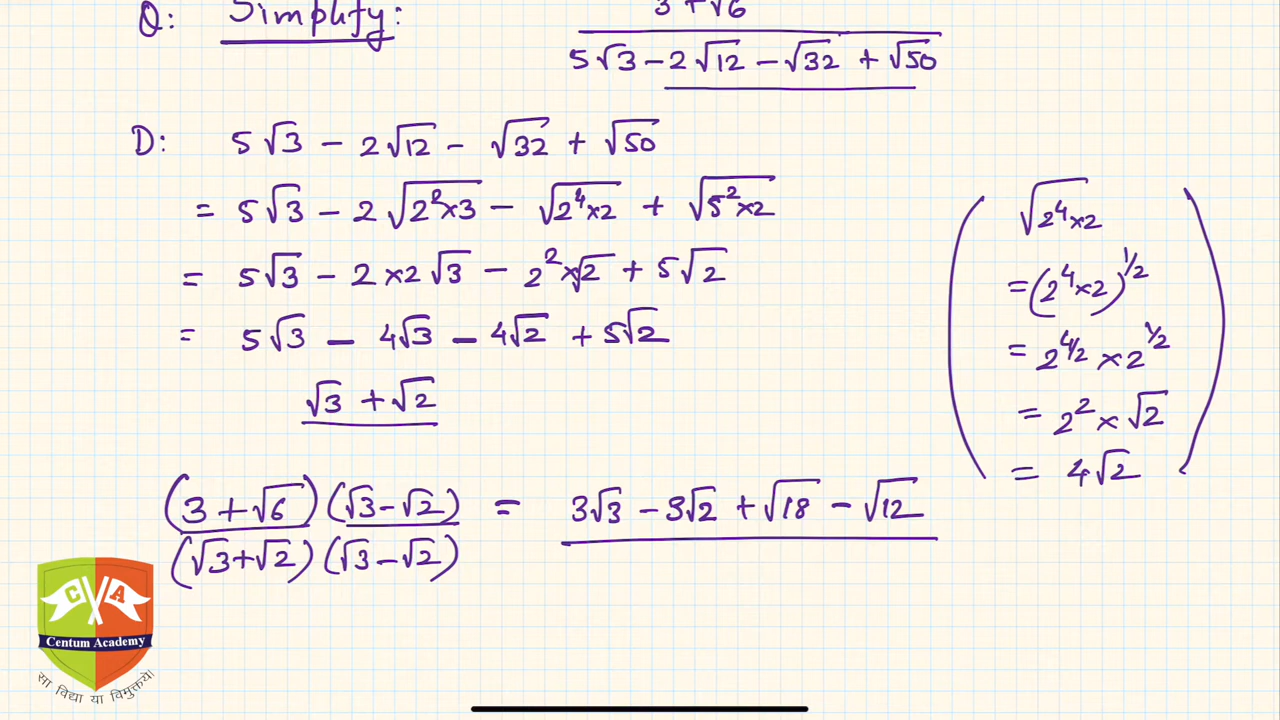 Q: Simplify:
3 + √6
5√3 − 2√12 − √32 + √50
D: 5√3 − 2√12 − √32 + √50
= 5√3 − 2√(2²×3) − √(2⁴×2) + √(5²×2)
= 5√3 − 2×2√3 − 2²×√2 + 5√2
= 5√3 − 4√3 − 4√2 + 5√2
√3 + √2
√(2⁴×2)
= (2⁴×2)^1/2
= 2^4/2 × 2^1/2
= 2² × √2
= 4√2
(3 + √6) (√3 − √2) = 3√3 − 3√2 + √18 − √12
(√3 + √2) (√3 − √2)
C A
Centum Academy
सा विद्या या विमुक्तये।